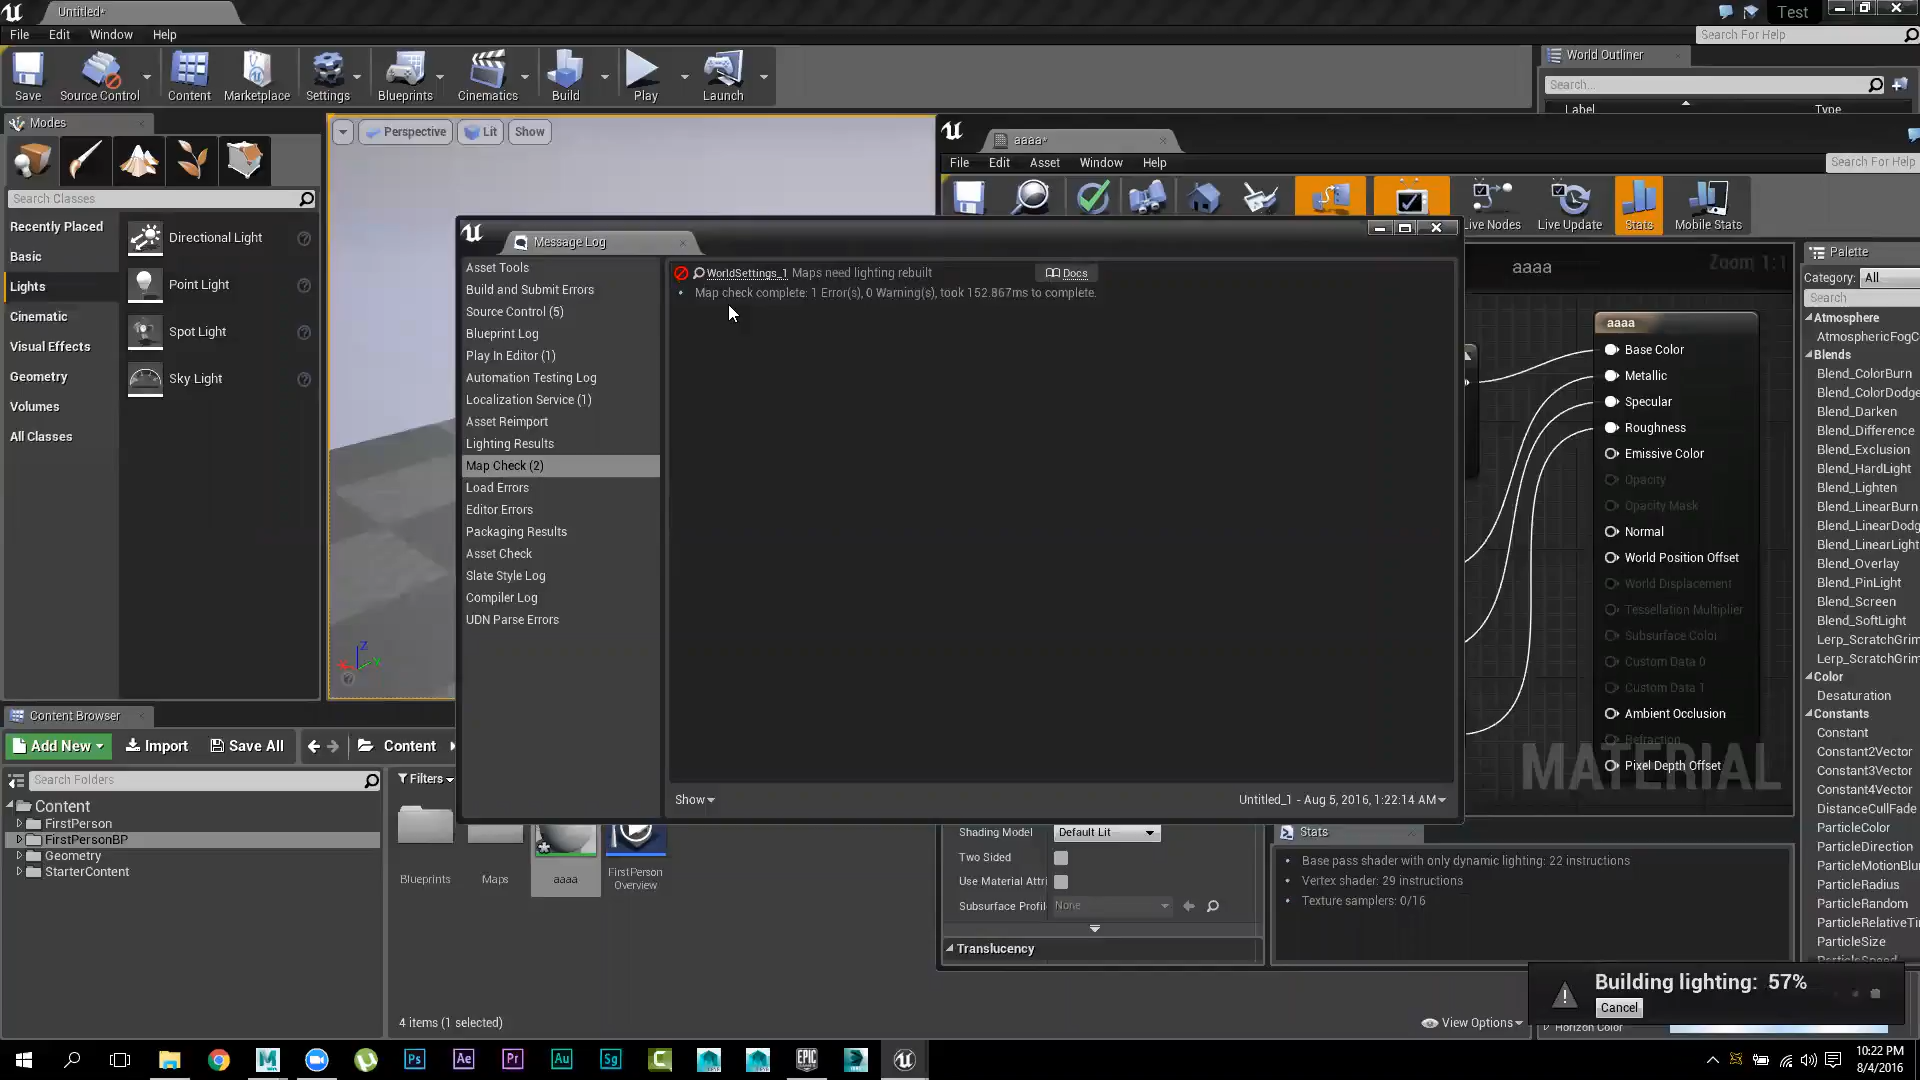 Untitled*
Test
File Edit Window Help
Search For Help
Save Source Control Content Marketplace Settings Blueprints Cinematics Build Play Launch
World Outliner
Search...
Label Type
Modes
Search Classes
Recently Placed
Basic
Lights
Cinematic
Visual Effects
Geometry
Volumes
All Classes
Directional Light
Point Light
Spot Light
Sky Light
Perspective Lit Show
aaaa*
File Edit Asset Window Help
Search For Help
Live Nodes Live Update Stats Mobile Stats
Message Log
Asset Tools
Build and Submit Errors
Source Control (5)
Blueprint Log
Play In Editor (1)
Automation Testing Log
Localization Service (1)
Asset Reimport
Lighting Results
Map Check (2)
Load Errors
Editor Errors
Packaging Results
Asset Check
Slate Style Log
Compiler Log
UDN Parse Errors
WorldSettings_1 Maps need lighting rebuilt Docs
Map check complete: 1 Error(s), 0 Warning(s), took 152.867ms to complete.
Show
Untitled_1 - Aug 5, 2016, 1:22:14 AM
aaaa Zoom 1:1
aaaa
Base Color
Metallic
Specular
Roughness
Emissive Color
Opacity
Opacity Mask
Normal
World Position Offset
World Displacement
Tessellation Multiplier
Subsurface Color
Custom Data 0
Custom Data 1
Ambient Occlusion
Refraction
Pixel Depth Offset
MATERIAL
Palette
Category: All
Search
Atmosphere
AtmosphericFogC
Blends
Blend_ColorBurn
Blend_ColorDodge
Blend_Darken
Blend_Difference
Blend_Exclusion
Blend_HardLight
Blend_Lighten
Blend_LinearBurn
Blend_LinearDodg
Blend_LinearLight
Blend_Overlay
Blend_PinLight
Blend_Screen
Blend_SoftLight
Lerp_ScratchGrim
Lerp_ScratchGrim
Color
Desaturation
Constants
Constant
Constant2Vector
Constant3Vector
Constant4Vector
DistanceCullFade
ParticleColor
ParticleDirection
ParticleMotionBlu
ParticleRadius
ParticleRandom
ParticleRelativeTi
ParticleSize
Shading Model Default Lit
Two Sided
Use Material Attri
Subsurface Profil None
Translucency
Stats
Base pass shader with only dynamic lighting: 22 instructions
Vertex shader: 29 instructions
Texture samplers: 0/16
Content Browser
Add New Import Save All Content
Search Folders
Filters
Content
FirstPerson
FirstPersonBP
Geometry
StarterContent
Blueprints Maps aaaa FirstPerson
Overview
4 items (1 selected)
View Options
Building lighting: 57%
Cancel
Horizon Color
Ps Ae Pr Au Sg
EPIC
10:22 PM
8/4/2016